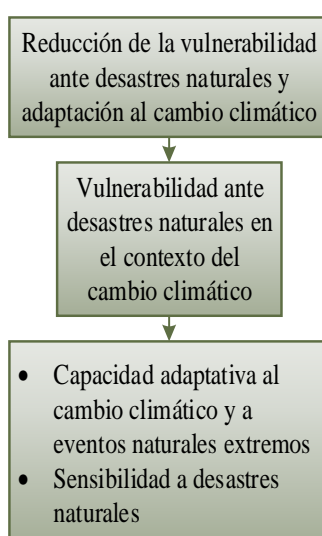 Reducción de la vulnerabilidad
ante desastres naturales y
adaptación al cambio climático
Vulnerabilidad ante
desastres naturales en
el contexto del
cambio climático
• Capacidad adaptativa al
cambio climático y a
eventos naturales extremos
• Sensibilidad a desastres
naturales